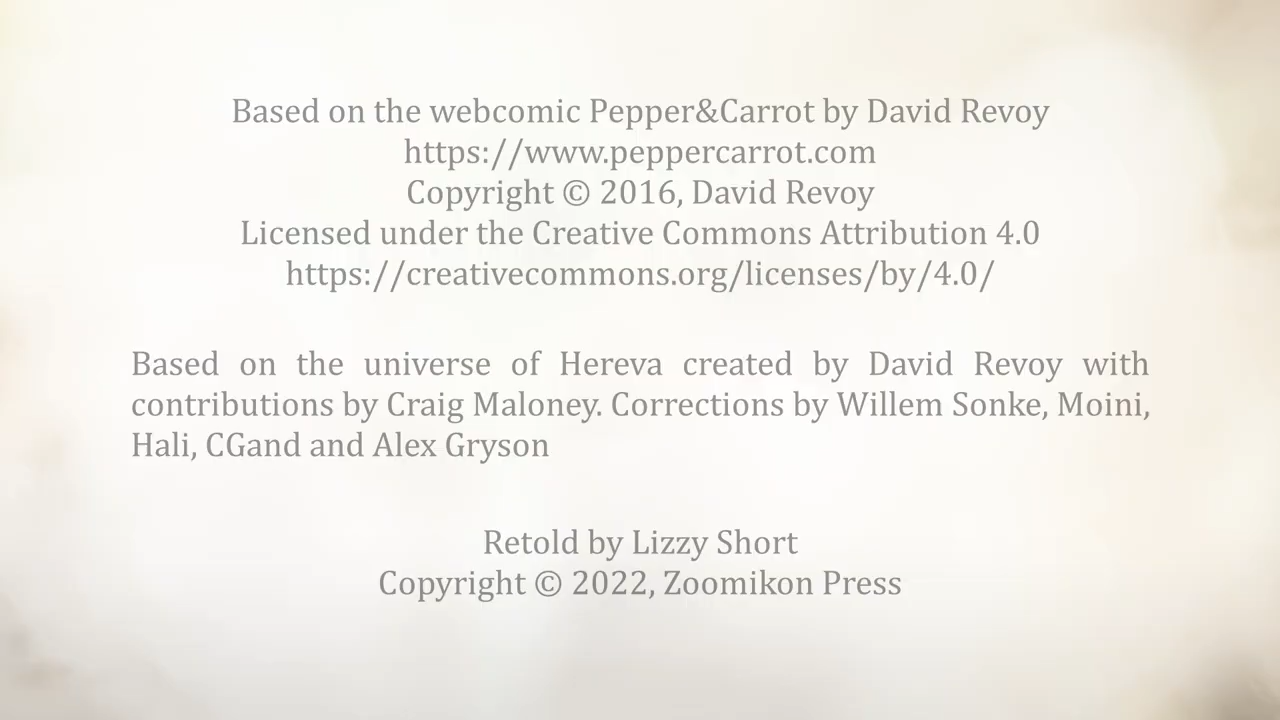 Based on the webcomic Pepper&Carrot by David Revoy
https://www.peppercarrot.com
Copyright © 2016, David Revoy
Licensed under the Creative Commons Attribution 4.0
https://creativecommons.org/licenses/by/4.0/
Based on the universe of Hereva created by David Revoy with
contributions by Craig Maloney. Corrections by Willem Sonke, Moini,
Hali, CGand and Alex Gryson
Retold by Lizzy Short
Copyright © 2022, Zoomikon Press